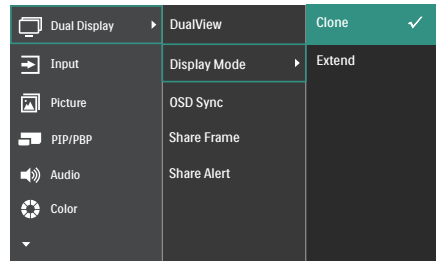 Dual Display
Input
Picture
PIP/PBP
Audio
Color
DualView
Display Mode
OSD Sync
Share Frame
Share Alert
Clone
Extend